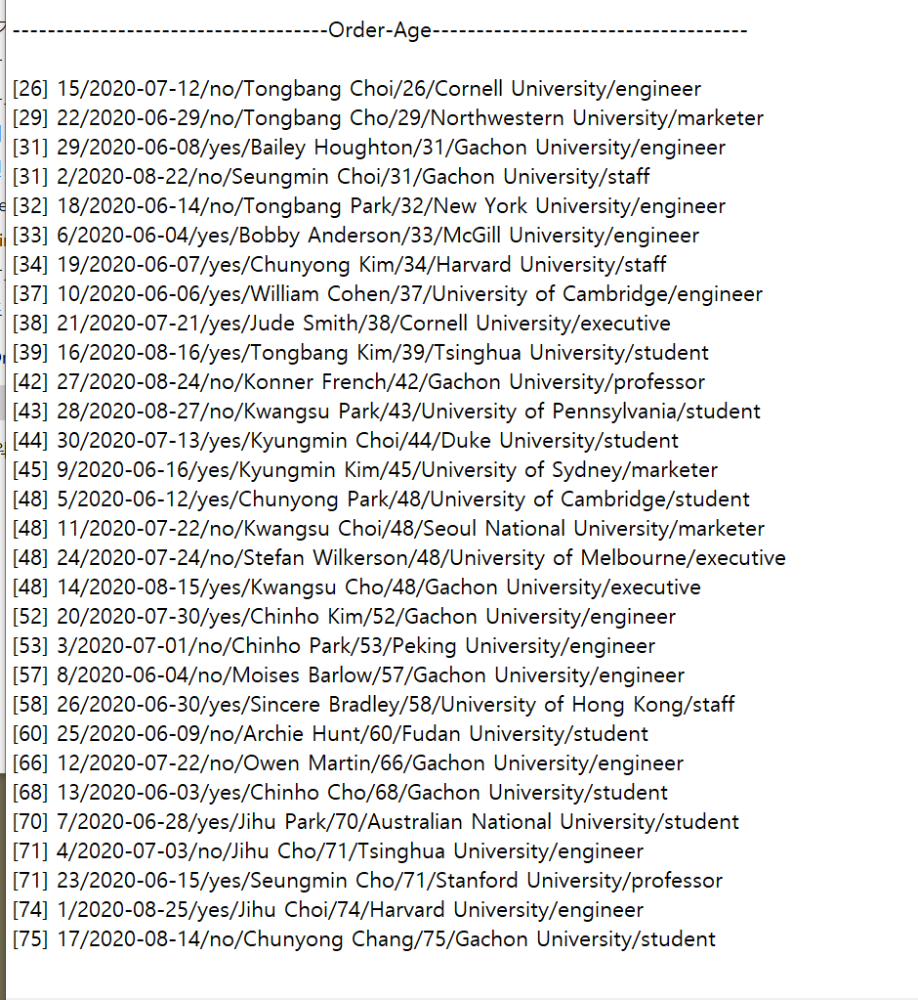 ------------------------------------Order-Age------------------------------------
[26] 15/2020-07-12/no/Tongbang Choi/26/Cornell University/engineer
[29] 22/2020-06-29/no/Tongbang Cho/29/Northwestern University/marketer
[31] 29/2020-06-08/yes/Bailey Houghton/31/Gachon University/engineer
[31] 2/2020-08-22/no/Seungmin Choi/31/Gachon University/staff
[32] 18/2020-06-14/no/Tongbang Park/32/New York University/engineer
[33] 6/2020-06-04/yes/Bobby Anderson/33/McGill University/engineer
[34] 19/2020-06-07/yes/Chunyong Kim/34/Harvard University/staff
[37] 10/2020-06-06/yes/William Cohen/37/University of Cambridge/engineer
[38] 21/2020-07-21/yes/Jude Smith/38/Cornell University/executive
[39] 16/2020-08-16/yes/Tongbang Kim/39/Tsinghua University/student
[42] 27/2020-08-24/no/Konner French/42/Gachon University/professor
[43] 28/2020-08-27/no/Kwangsu Park/43/University of Pennsylvania/student
[44] 30/2020-07-13/yes/Kyungmin Choi/44/Duke University/student
[45] 9/2020-06-16/yes/Kyungmin Kim/45/University of Sydney/marketer
[48] 5/2020-06-12/yes/Chunyong Park/48/University of Cambridge/student
[48] 11/2020-07-22/no/Kwangsu Choi/48/Seoul National University/marketer
[48] 24/2020-07-24/no/Stefan Wilkerson/48/University of Melbourne/executive
[48] 14/2020-08-15/yes/Kwangsu Cho/48/Gachon University/executive
[52] 20/2020-07-30/yes/Chinho Kim/52/Gachon University/engineer
[53] 3/2020-07-01/no/Chinho Park/53/Peking University/engineer
[57] 8/2020-06-04/no/Moises Barlow/57/Gachon University/engineer
[58] 26/2020-06-30/yes/Sincere Bradley/58/University of Hong Kong/staff
[60] 25/2020-06-09/no/Archie Hunt/60/Fudan University/student
[66] 12/2020-07-22/no/Owen Martin/66/Gachon University/engineer
[68] 13/2020-06-03/yes/Chinho Cho/68/Gachon University/student
[70] 7/2020-06-28/yes/Jihu Park/70/Australian National University/student
[71] 4/2020-07-03/no/Jihu Cho/71/Tsinghua University/engineer
[71] 23/2020-06-15/yes/Seungmin Cho/71/Stanford University/professor
[74] 1/2020-08-25/yes/Jihu Choi/74/Harvard University/engineer
[75] 17/2020-08-14/no/Chunyong Chang/75/Gachon University/student